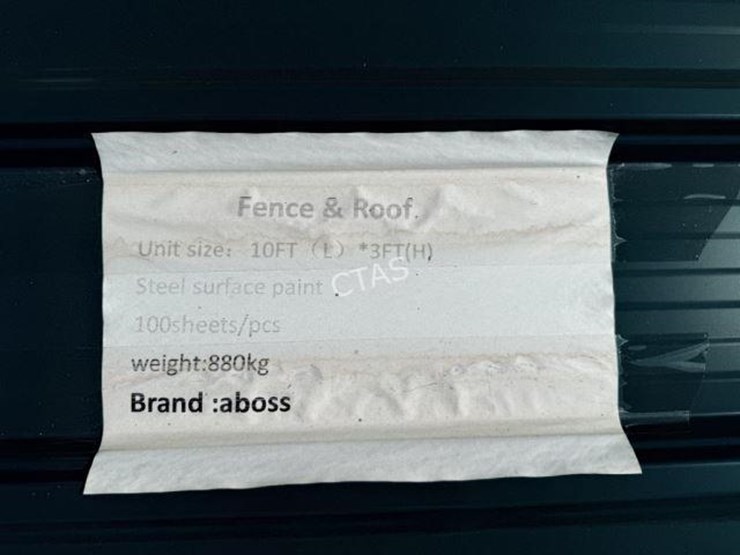 Fence & Roof.
Unit size：10FT（L）*3FT(H)
Steel surface paint
CTAS
100sheets/pcs
weight:880kg
Brand :aboss